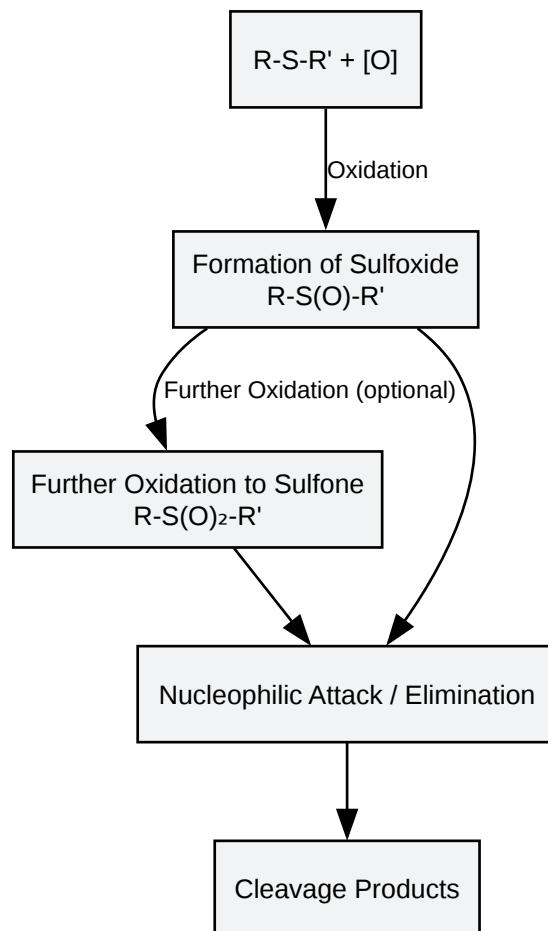 R-S-R' + [O]
Oxidation
Formation of Sulfoxide
R-S(O)-R'
Further Oxidation (optional)
Further Oxidation to Sulfone
R-S(O)₂-R'
Nucleophilic Attack / Elimination
Cleavage Products